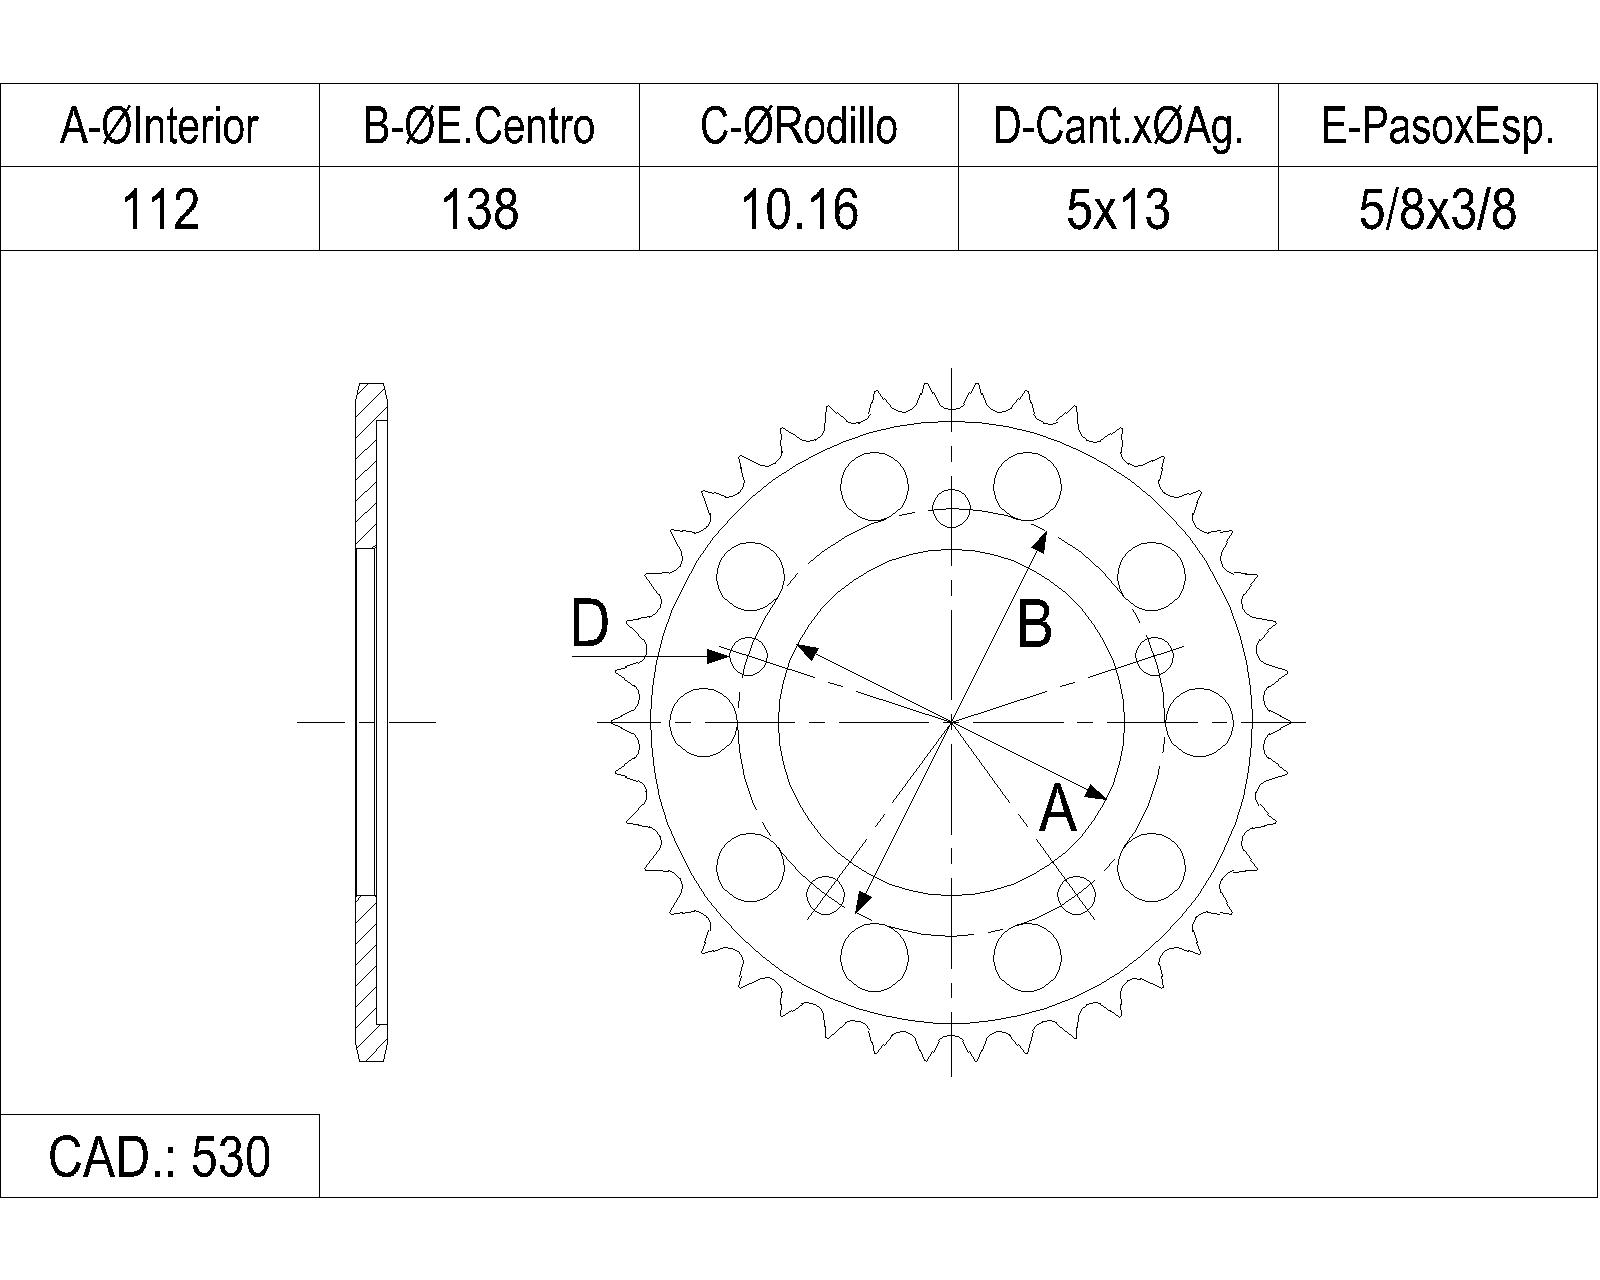 A-ØInterior B-ØE.Centro C-ØRodillo D-Cant.xØAg. E-PasoxEsp.
112 138 10.16 5x13 5/8x3/8
D
B
A
CAD.: 530